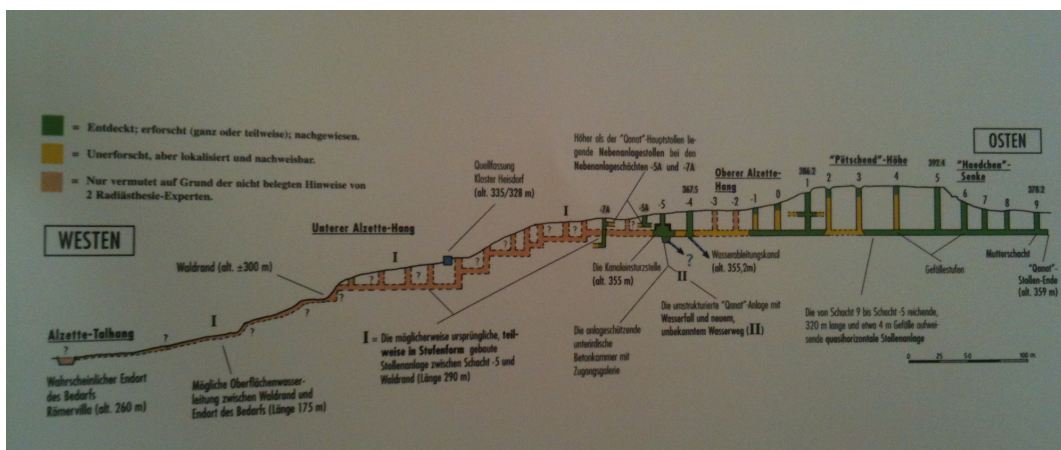 = Entdeckt; erforscht (ganz oder teilweise); nachgewiesen.
= Unerforscht, aber lokalisiert und nachweisbar.
= Nur vermutet auf Grund der nicht belegten Hinweise von
2 Radiästhesie-Experten.
WESTEN
OSTEN
Quellfassung
Kloster Heisdorf
(alt. 335/328 m)
Höher als der "Qanat"-Hauptstollen lie-
gende Nebenanlagestollen bei den
Nebenanlageschächten -5A und -7A
Oberer Alzette-
Hang
"Pötschend"-Höhe
"Haedchen"-
Senke
367.5
386.2
392.4
378.2
-7A
-5A
-5
-4
-3
-2
-1
0
1
2
3
4
5
6
7
8
9
Unterer Alzette-Hang
I
I
I
Waldrand (alt. ±300 m)
Alzette-Talhang
?
Wahrscheinlicher Endort
des Bedarfs
Römervilla (alt. 260 m)
Mögliche Oberflächenwasser-
leitung zwischen Waldrand und
Endort des Bedarfs (Länge 175 m)
I = Die möglicherweise ursprüngliche, teil-
weise in Stufenform gebaute
Stollenanlage zwischen Schacht -5 und
Waldrand (Länge 290 m)
Die Kanaleinsturzstelle
(alt. 355 m)
?
II
Wasserableitungskanal
(alt. 355,2m)
Die anlageschützende
unterirdische
Betonkammer mit
Zugangsgalerie
Die umstrukturierte "Qanat"-Anlage mit
Wasserfall und neuem,
unbekanntem Wasserweg (II)
Gefällestufen
Mutterschacht
"Qanat"-
Stollen-Ende
(alt. 359 m)
Die von Schacht 9 bis Schacht -5 reichende,
320 m lange und etwa 4 m Gefälle aufwei-
sende quasihorizontale Stollenanlage
0 25 50 100 m